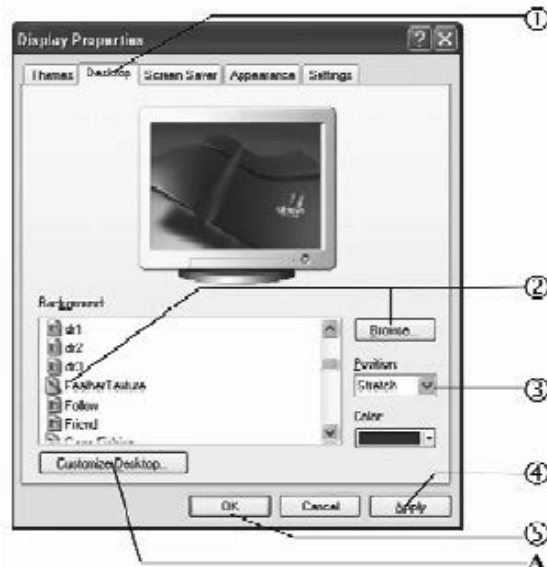 ①
Display Properties
Themes Desktop Screen Saver Appearance Settings
②
Background
dr1
dr2
dr3
FeatherTexture
Follow
Friend
Browse...
Position:
Stretch
③
Color:
Customize Desktop...
④
OK Cancel Apply
⑤
A